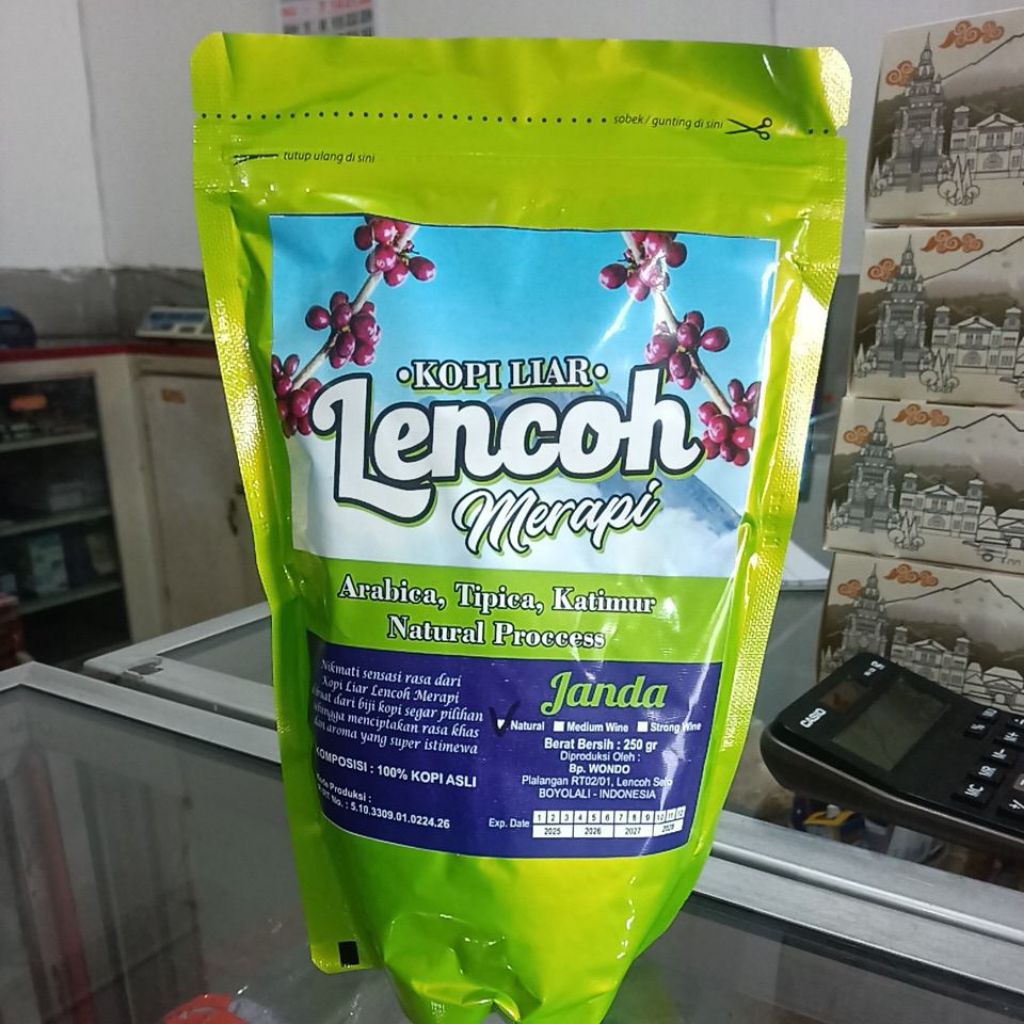 sobek / gunting di sini
tutup ulang di sini
•KOPI LIAR•
Lencoh
Merapi
Arabica, Tipica, Katimur
Natural Proccess
Nikmati sensasi rasa dari
Kopi Liar Lencoh Merapi
dari biji kopi segar pilihan
menciptakan rasa khas
aroma yang super istimewa
KOMPOSISI : 100% KOPI ASLI
Produksi :
No. : 5.10.3309.01.0224.26
Janda
Natural Medium Wine Strong Wine
Berat Bersih : 250 gr
Diproduksi Oleh :
Bp. WONDO
Plalangan RT02/01, Lencoh Selo
BOYOLALI - INDONESIA
Exp. Date 1 2 3 4 5 6 7 8 9 10 11 12
2025 2026 2027 2028
CASIO